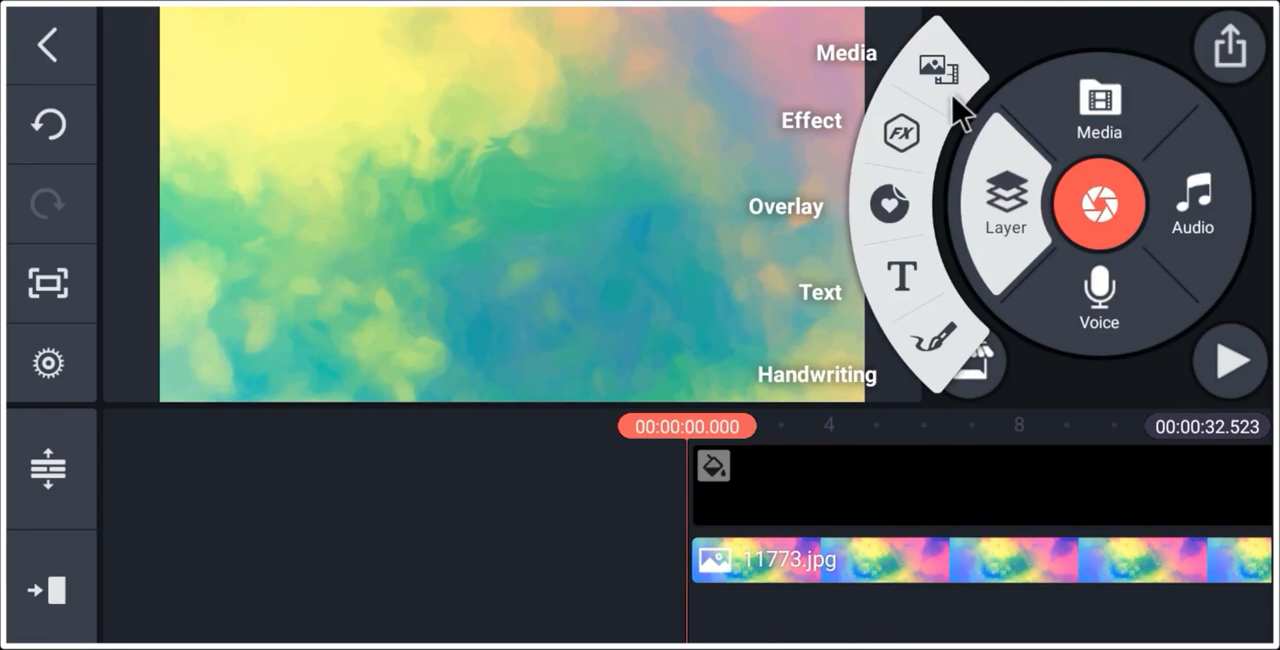 Media
Effect
FX
Overlay
T
Text
Handwriting
Media
Layer
Audio
Voice
00:00:00.000
4
8
00:00:32.523
11773.jpg